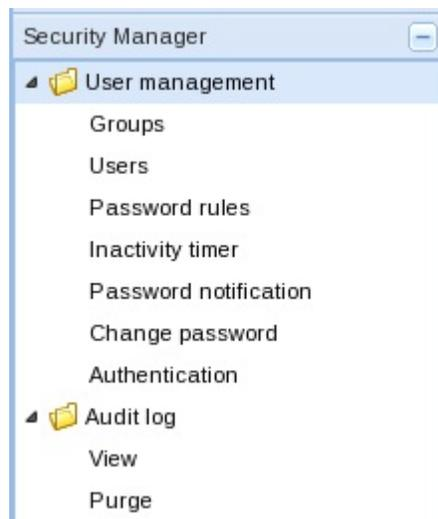 Security Manager
User management
Groups
Users
Password rules
Inactivity timer
Password notification
Change password
Authentication
Audit log
View
Purge